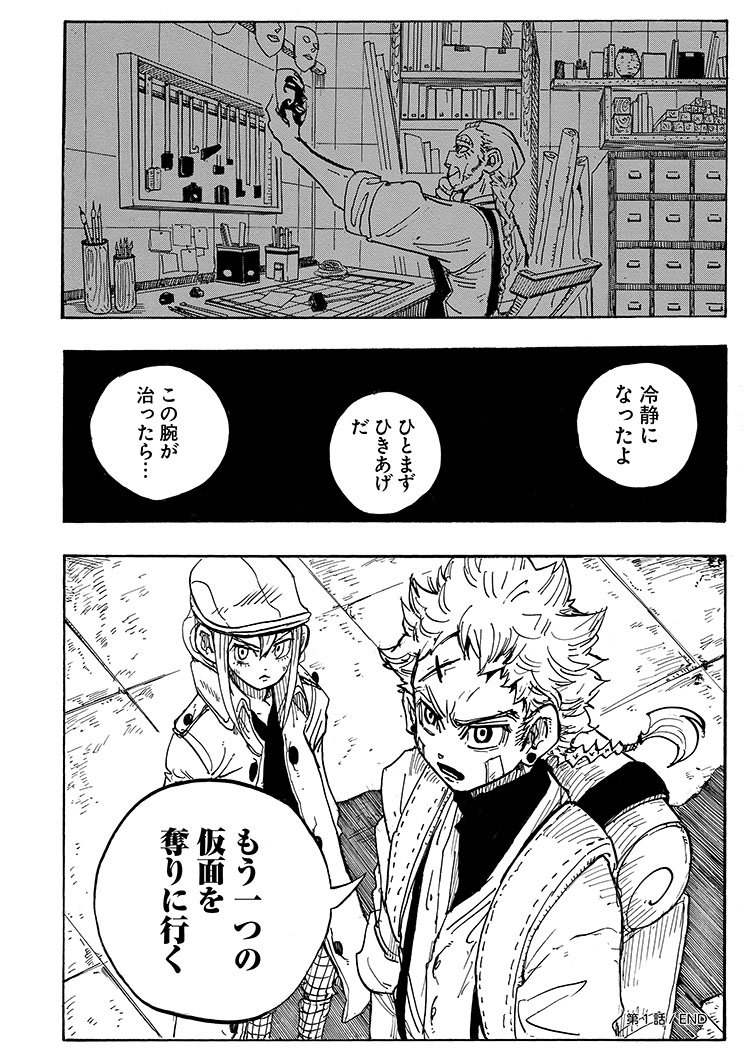 冷静に
なったよ
ひとまず
ひきあげ
だ
この腕が
治ったら…
もう一つの
仮面を
奪りに行く
第1話/END